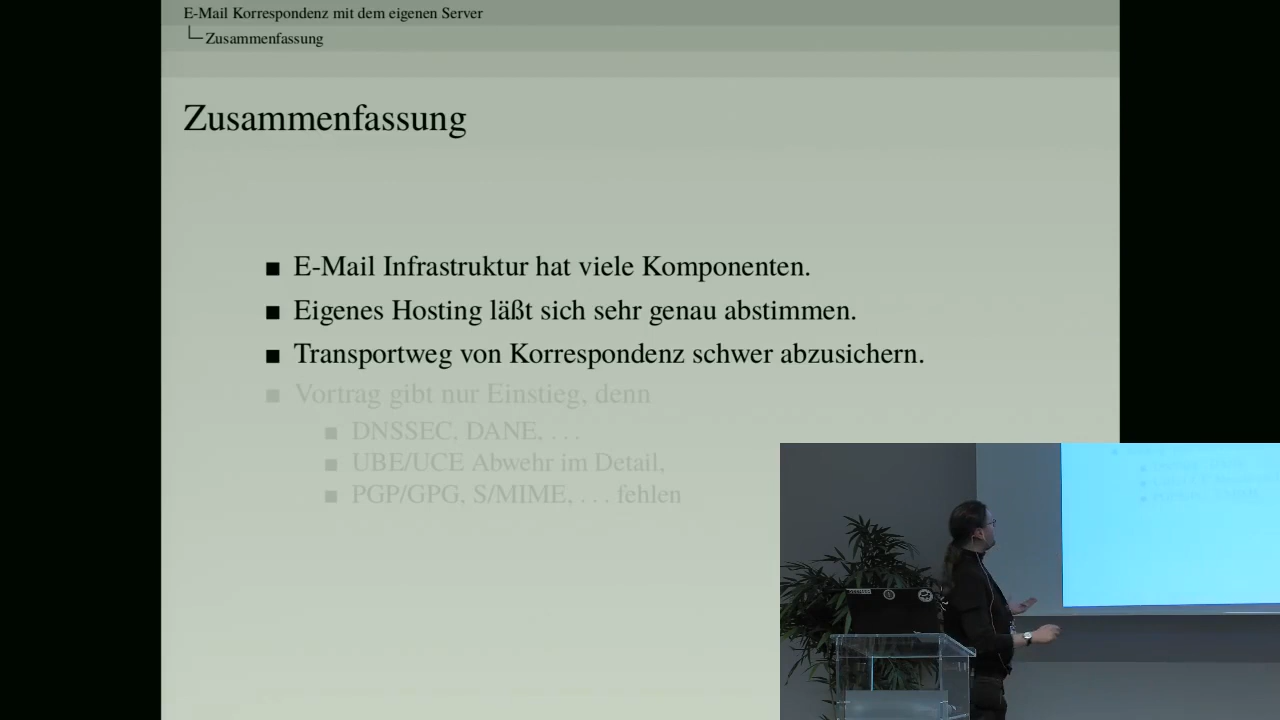 E-Mail Korrespondenz mit dem eigenen Server
Zusammenfassung
Zusammenfassung
E-Mail Infrastruktur hat viele Komponenten.
Eigenes Hosting läßt sich sehr genau abstimmen.
Transportweg von Korrespondenz schwer abzusichern.
Vortrag gibt nur Einstieg, denn
DNSSEC, DANE, . . .
UBE/UCE Abwehr im Detail,
PGP/GPG, S/MIME, . . . fehlen